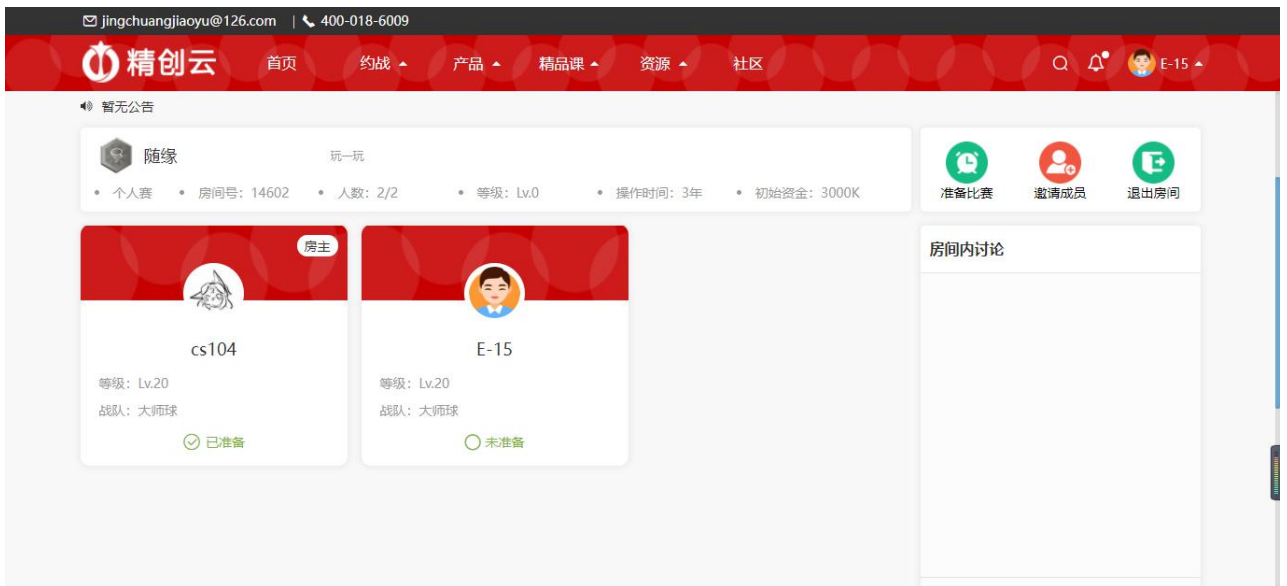 jingchuangjiaoyu@126.com | 400-018-6009
精创云 首页 约战 产品 精品课 资源 社区 E-15
暂无公告
随缘 玩一玩
• 个人赛 • 房间号：14602 • 人数：2/2 • 等级：Lv.0 • 操作时间：3年 • 初始资金：3000K
准备比赛 邀请成员 退出房间
房主
cs104
等级：Lv.20
战队：大师球
已准备
E-15
等级：Lv.20
战队：大师球
未准备
房间内讨论